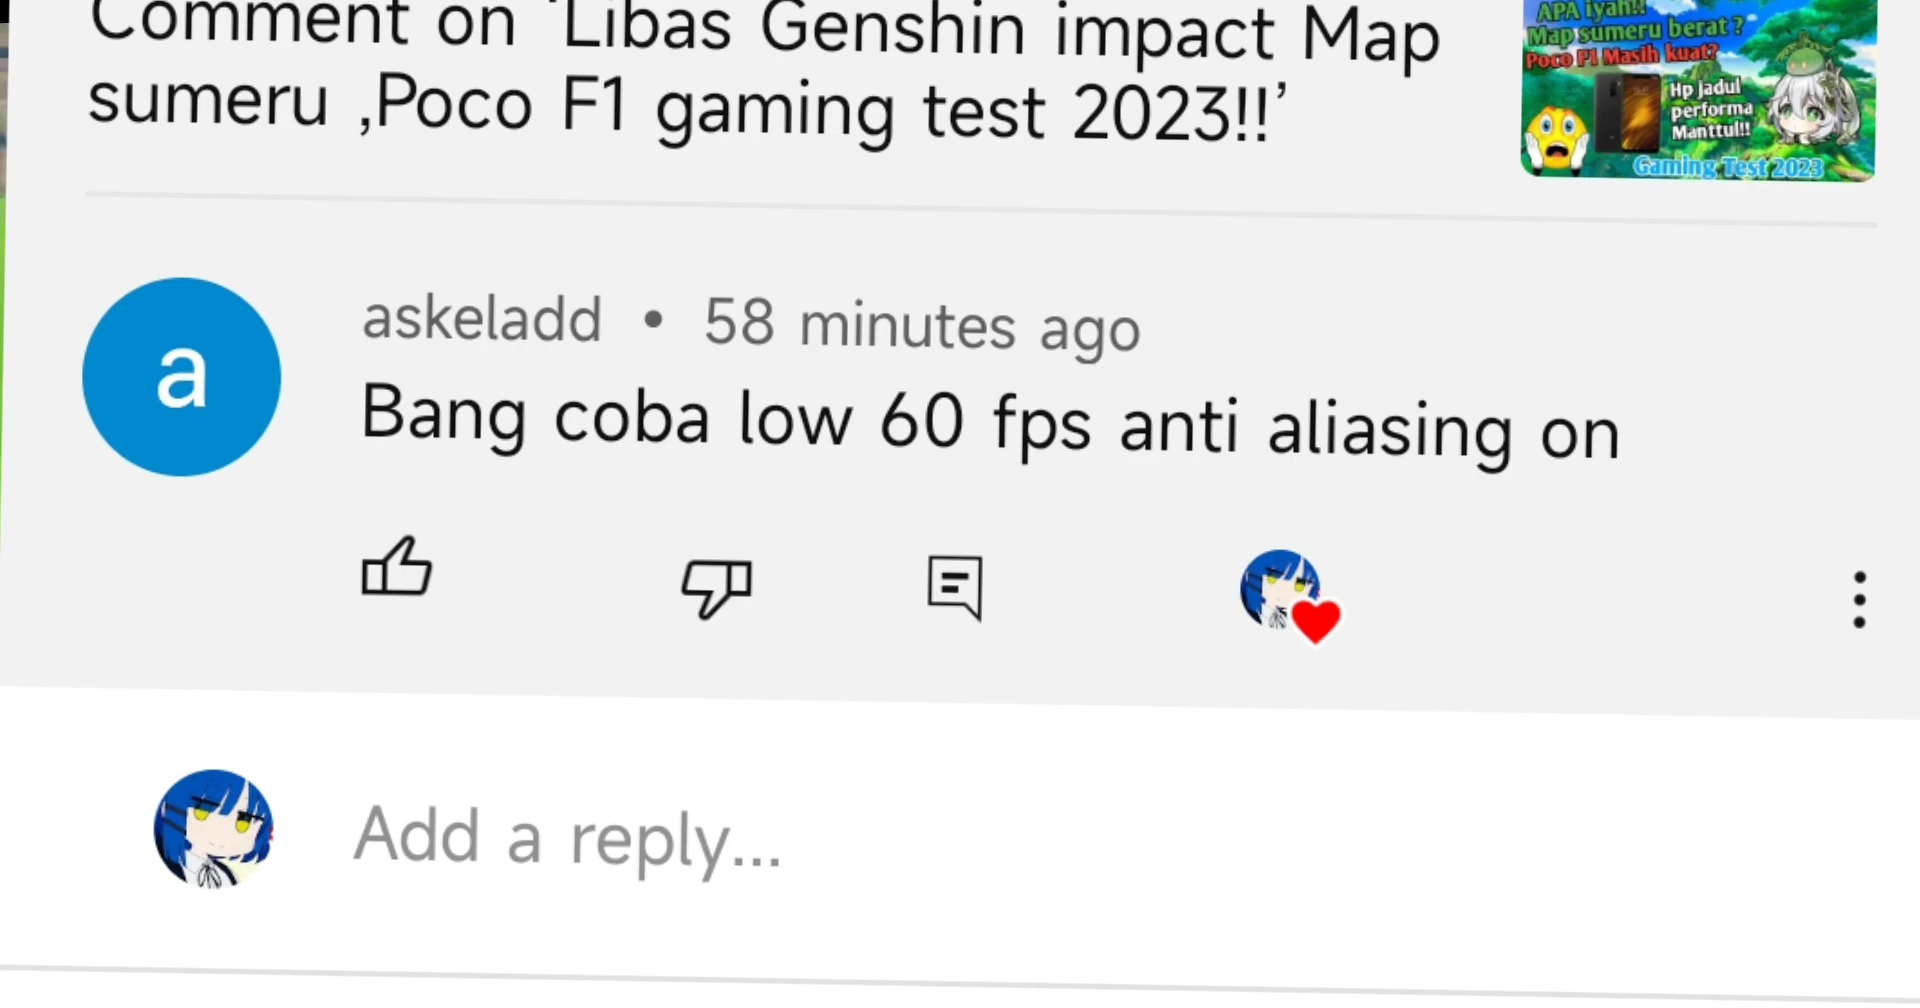 Comment on 'Libas Genshin impact Map
sumeru ,Poco F1 gaming test 2023!!'
APA iyah!!
Map sumeru berat ?
Poco F1 Masih kuat?
Hp Jadul
performa
Manttul!!
Gaming Test 2023
a
askeladd • 58 minutes ago
Bang coba low 60 fps anti aliasing on
Add a reply...